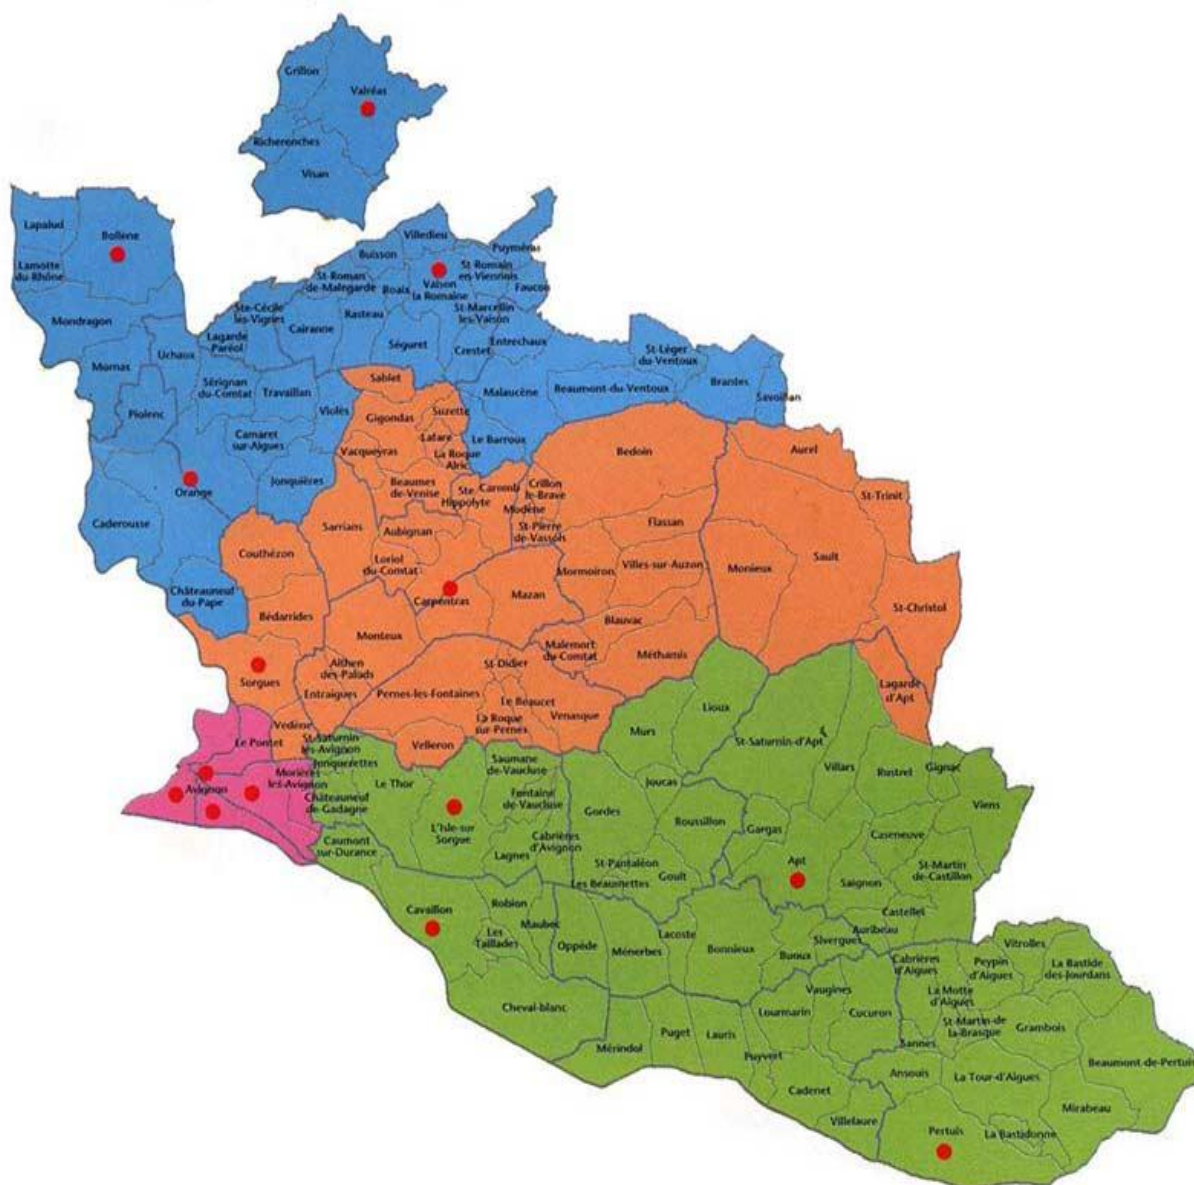 Grillon
Valréas
Richerenches
Visan
Lapalud
Bollene
Lamotte
du-Rhône
Mondragon
Mornas
Uchaux
Piolenc
Ste-Cécile
les-Vignes
Lagarde
Paréol
Sérignan
du-Comtat
Travaillan
Camaret
sur-Aigues
Violès
Jonquières
Orange
Caderousse
Châteauneuf
du-Pape
Villedieu
Buisson
St-Roman
de-Malegarde
Roaix
Vaison
la Romaine
Puyméras
St-Romain
en-Viennois
Faucon
Cairanne
Rasteau
St-Marcellin
les-Vaison
Séguret
Crestet
Entrechaux
Malaucène
Beaumont-du-Ventoux
St-Léger
du-Ventoux
Brantes
Savoillan
Le Barroux
Sablet
Gigondas
Suzette
Lafare
La Roque
Alric
Vacqueyras
Beaumes
de-Venise
Ste
Hippolyte
Caromb
Crillon
le-Brave
Modène
St-Pierre
de-Vassols
Bedoin
Flassan
Aurel
St-Trinit
Sault
Monieux
St-Christol
Lagarde
d'Apt
Sarrians
Aubignan
Loriol
du-Comtat
Carpentras
Mazan
Mormoiron
Villes-sur-Auzon
Blauvac
Malemort
du-Comtat
Méthamis
Couthézon
Bédarrides
Monteux
Althen
des-Paluds
Entraigues
Sorgues
Pernes-les-Fontaines
St-Didier
Le Beaucet
La Roque
sur-Pernes
Venasque
Velleron
Vedène
Le Pontet
Avignon
Morières
les-Avignon
St-Saturnin
les-Avignon
Jonquerettes
Châteauneuf
de-Gadagne
Le Thor
Caumont
sur-Durance
Saumane
de-Vaucluse
Fontaine
de-Vaucluse
L'Isle-sur
Sorgue
Lagnes
Cabrières
d'Avignon
Murs
Lioux
Joucas
Gordes
Roussillon
St-Pantaléon
Les Beaumettes
Goult
St-Saturnin-d'Apt
Villars
Rustrel
Gignac
Viens
Gargas
Caseneuve
Apt
Saignon
St-Martin
de-Castillon
Castellet
Auribeau
Sivergues
Buoux
Bonnieux
Lacoste
Ménerbes
Oppède
Cavaillon
Robion
Les
Taillades
Maubec
Cheval-blanc
Mérindol
Puget
Lauris
Puyvert
Lourmarin
Vaugines
Cucuron
Cadenet
Villelaure
Cabrières
d'Aigues
La Motte
d'Aigues
Peypin
d'Aigues
Vitrolles
La Bastide
des-Jourdans
St-Martin-de
la-Brasque
Grambois
Sannes
Ansouis
La Tour-d'Aigues
Beaumont-de-Pertuis
Mirabeau
Pertuis
La Bastidonne